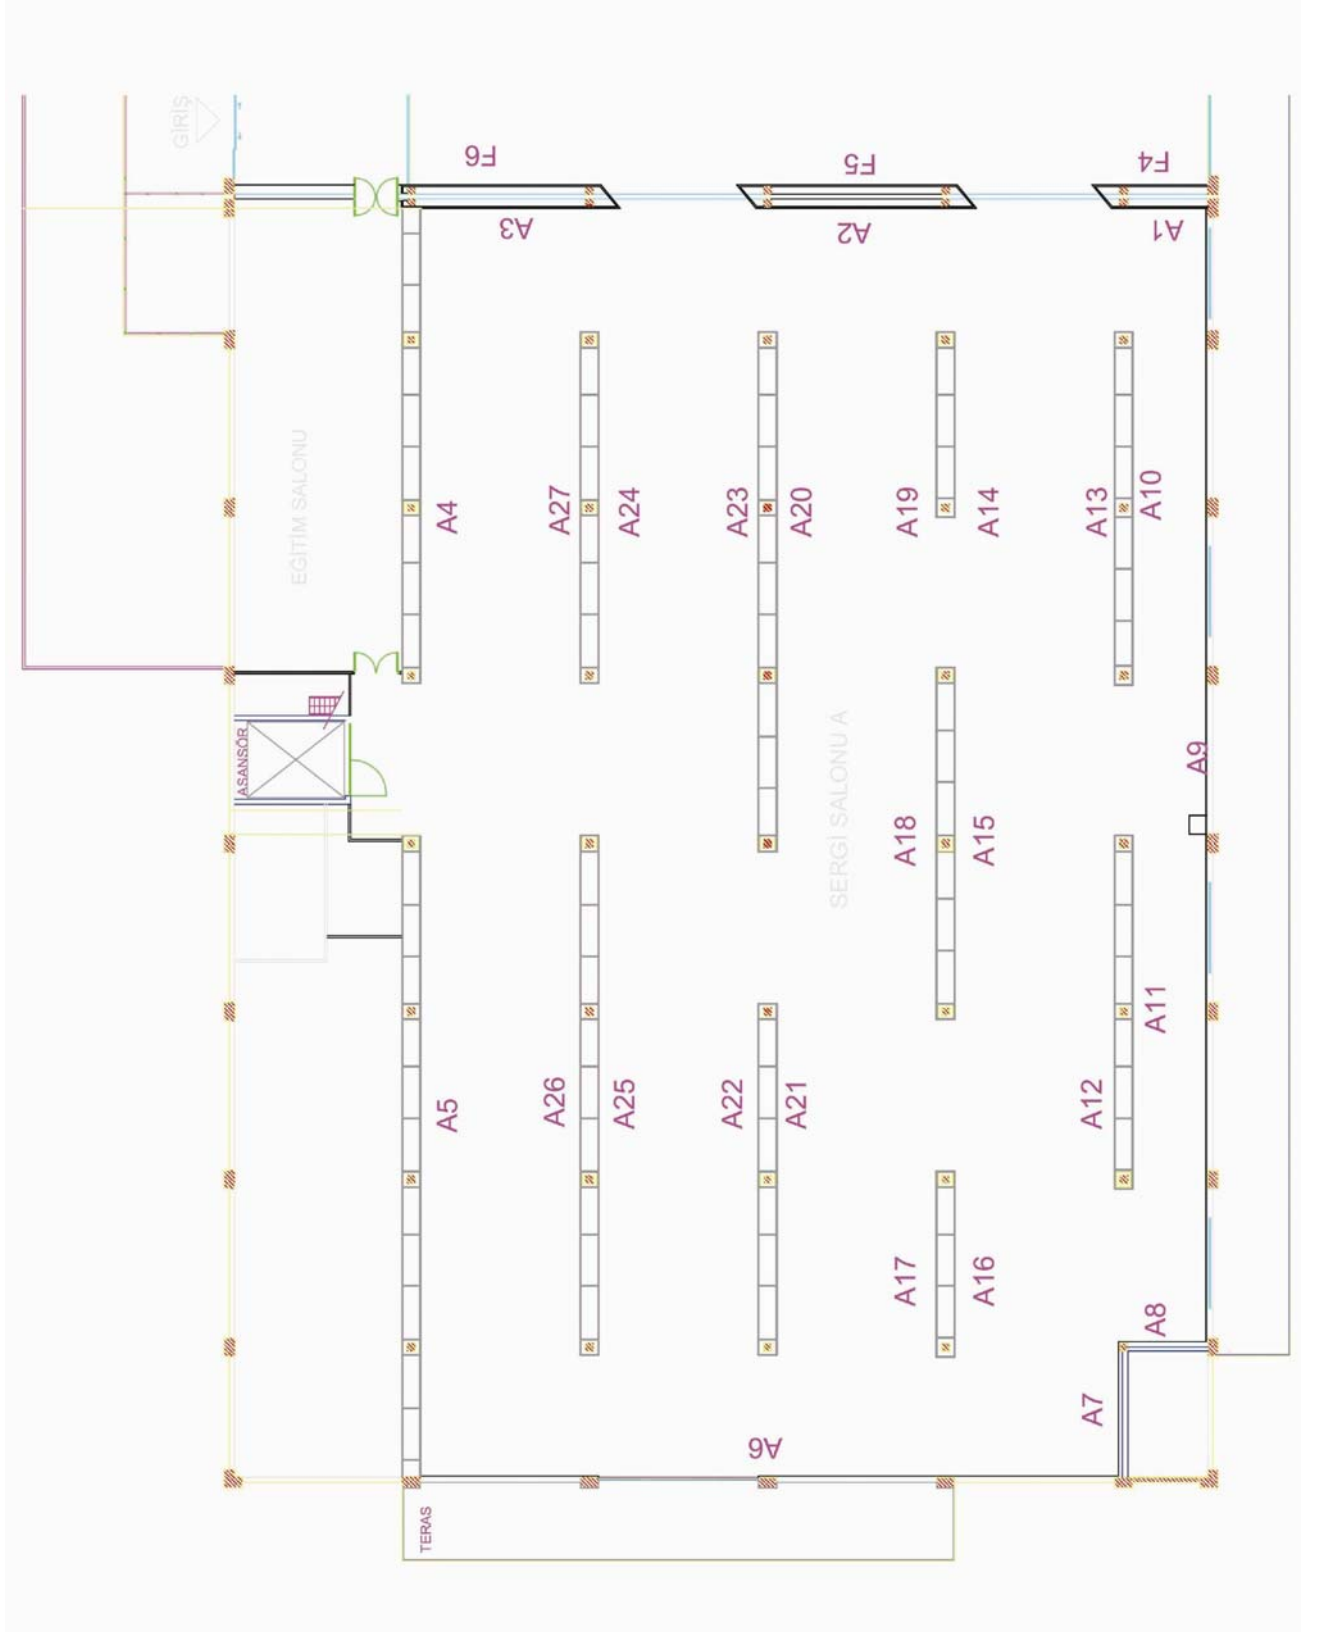 GİRİŞ
F6
F5
F4
A3
A2
A1
EĞİTİM SALONU
A4
A27
A24
A23
A20
A19
A14
A13
A10
ASANSÖR
SERGİ SALONU A
A9
A18
A15
A11
A5
A26
A25
A22
A21
A12
A17
A16
A8
A7
A6
TERAS